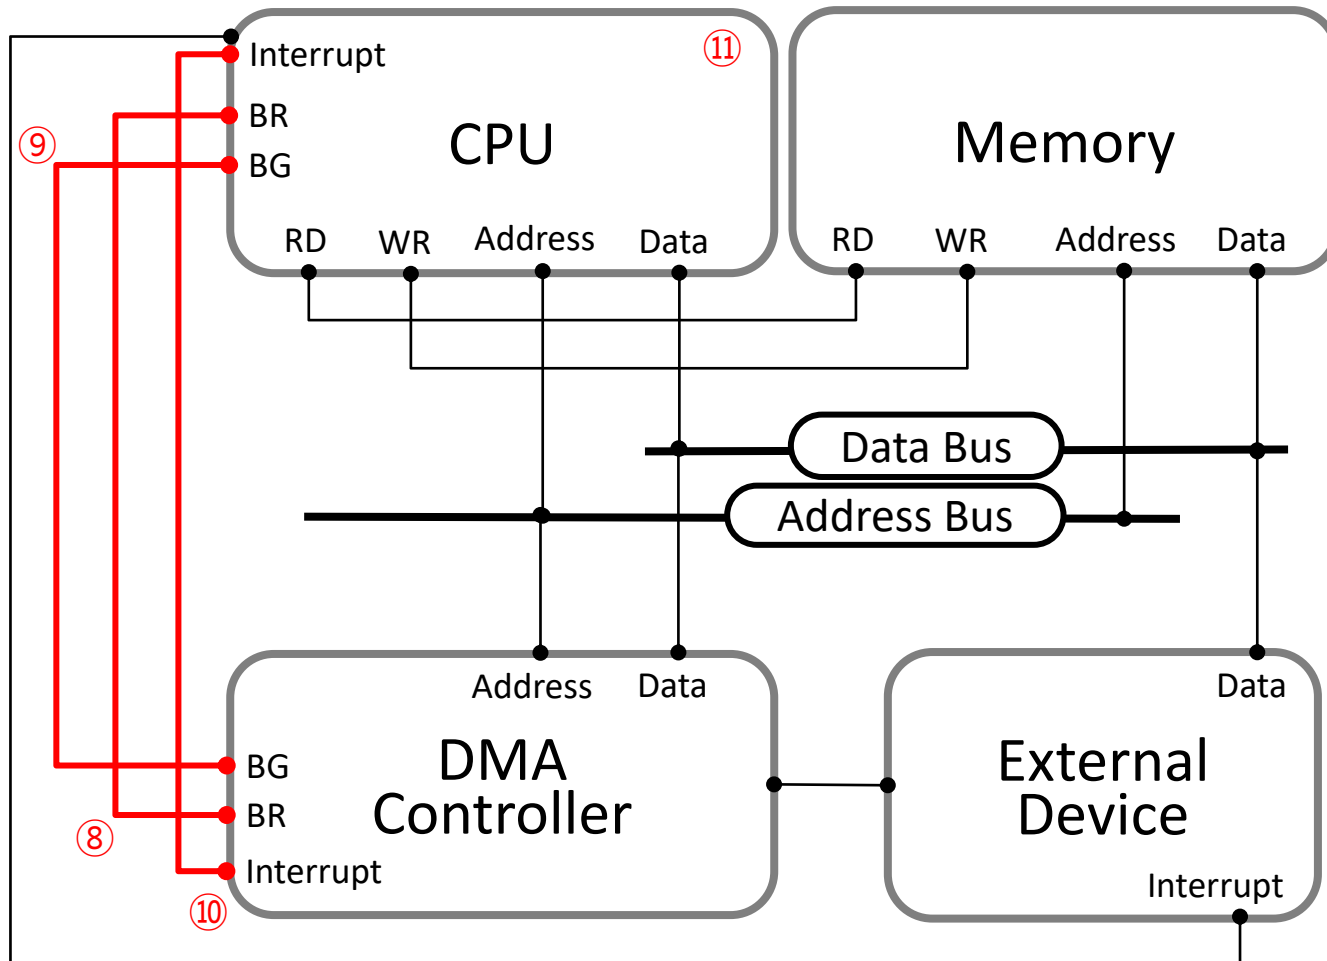 Interrupt
⑪
BR
⑨
CPU
Memory
BG
RD WR Address Data
RD WR Address Data
Data Bus
Address Bus
Address Data
Data
BG
DMA
Controller
External
Device
BR
⑧
Interrupt
Interrupt
⑩